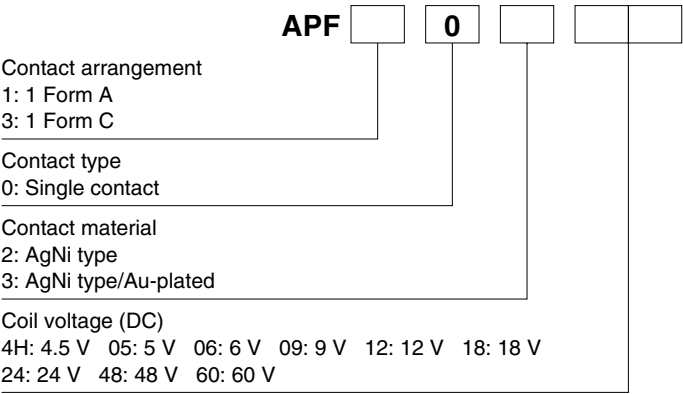 APF 0
Contact arrangement
1: 1 Form A
3: 1 Form C
Contact type
0: Single contact
Contact material
2: AgNi type
3: AgNi type/Au-plated
Coil voltage (DC)
4H: 4.5 V 05: 5 V 06: 6 V 09: 9 V 12: 12 V 18: 18 V
24: 24 V 48: 48 V 60: 60 V